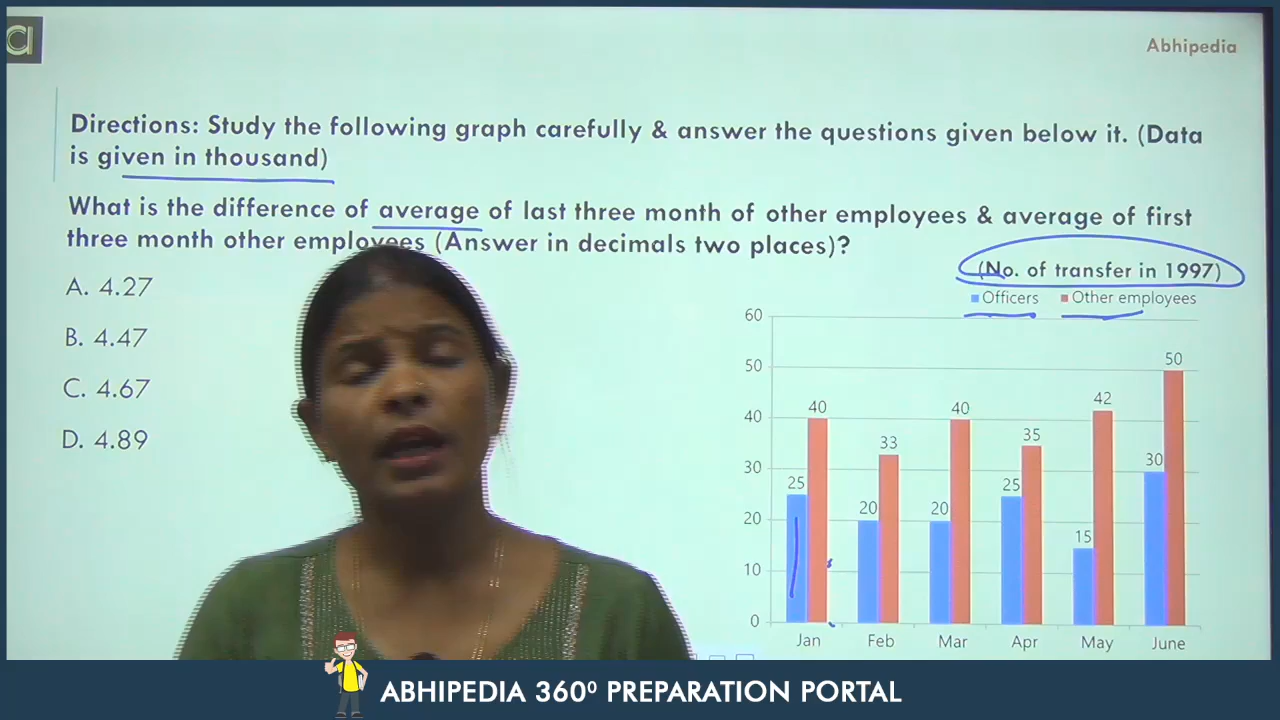 a
Abhipedia
Directions: Study the following graph carefully & answer the questions given below it. (Data
is given in thousand)
What is the difference of average of last three month of other employees & average of first
three month other employees (Answer in decimals two places)?
A. 4.27
B. 4.47
C. 4.67
D. 4.89
(No. of transfer in 1997)
Officers Other employees
60
50
40
30
20
10
0
25 40 20 33 20 40 25 35 15 42 30 50
Jan Feb Mar Apr May June
ABHIPEDIA 360⁰ PREPARATION PORTAL